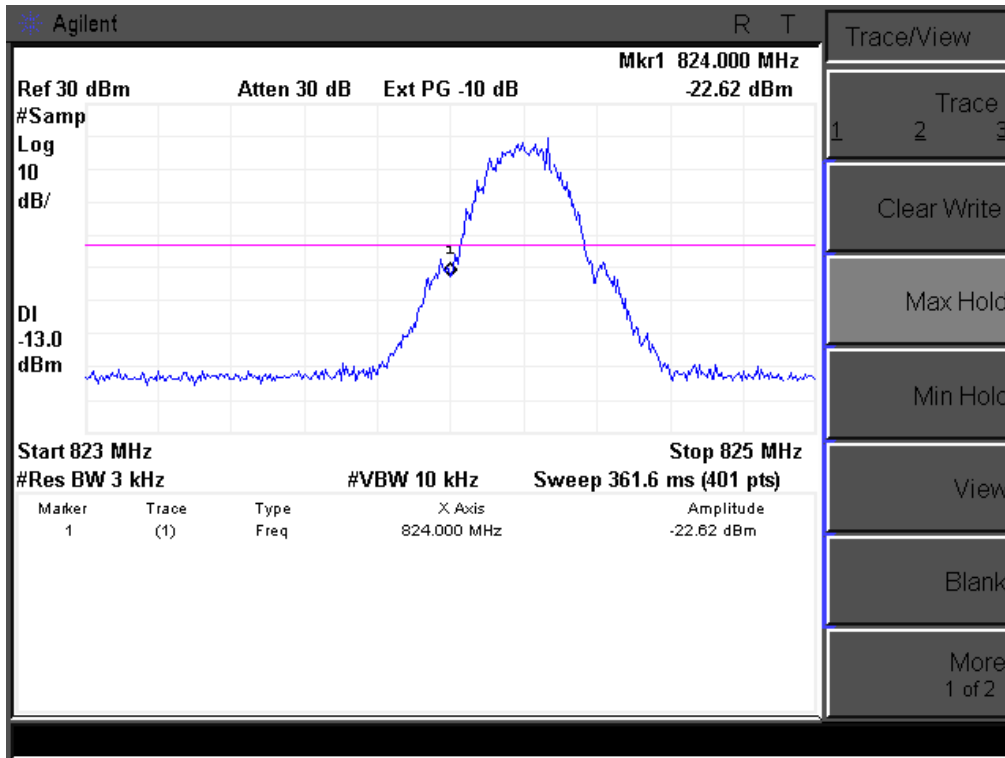 Agilent R T
Trace/View
Mkr1 824.000 MHz
Ref 30 dBm Atten 30 dB Ext PG -10 dB -22.62 dBm
#Samp
Log
10
dB/
1
DI
-13.0
dBm
Start 823 MHz Stop 825 MHz
#Res BW 3 kHz #VBW 10 kHz Sweep 361.6 ms (401 pts)
Marker Trace Type X Axis Amplitude
1 (1) Freq 824.000 MHz -22.62 dBm
Trace
1 2 3
Clear Write
Max Hold
Min Hold
View
Blank
More
1 of 2